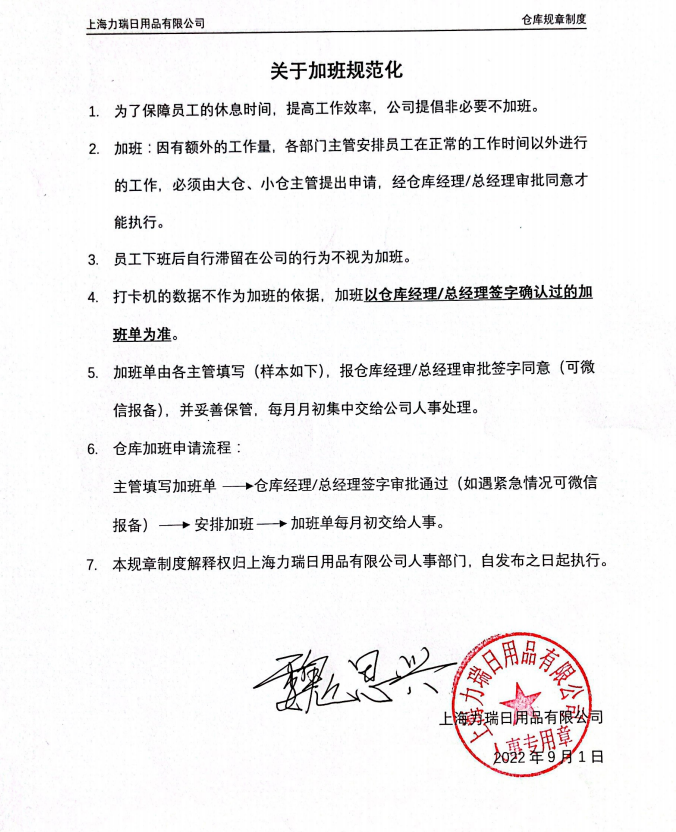 上海力瑞日用品有限公司 仓库规章制度
关于加班规范化
1. 为了保障员工的休息时间，提高工作效率，公司提倡非必要不加班。
2. 加班：因有额外的工作量，各部门主管安排员工在正常的工作时间以外进行
的工作，必须由大仓、小仓主管提出申请，经仓库经理/总经理审批同意才
能执行。
3. 员工下班后自行滞留在公司的行为不视为加班。
4. 打卡机的数据不作为加班的依据，加班以仓库经理/总经理签字确认过的加
班单为准。
5. 加班单由各主管填写（样本如下），报仓库经理/总经理审批签字同意（可微
信报备），并妥善保管，每月月初集中交给公司人事处理。
6. 仓库加班申请流程：
主管填写加班单 ——→仓库经理/总经理签字审批通过（如遇紧急情况可微信
报备）——→ 安排加班 ——→ 加班单每月初交给人事。
7. 本规章制度解释权归上海力瑞日用品有限公司人事部门，自发布之日起执行。
魏思兴
上海力瑞日用品有限公司
人事专用章
上海力瑞日用品有限公司
2022 年 9 月 1 日